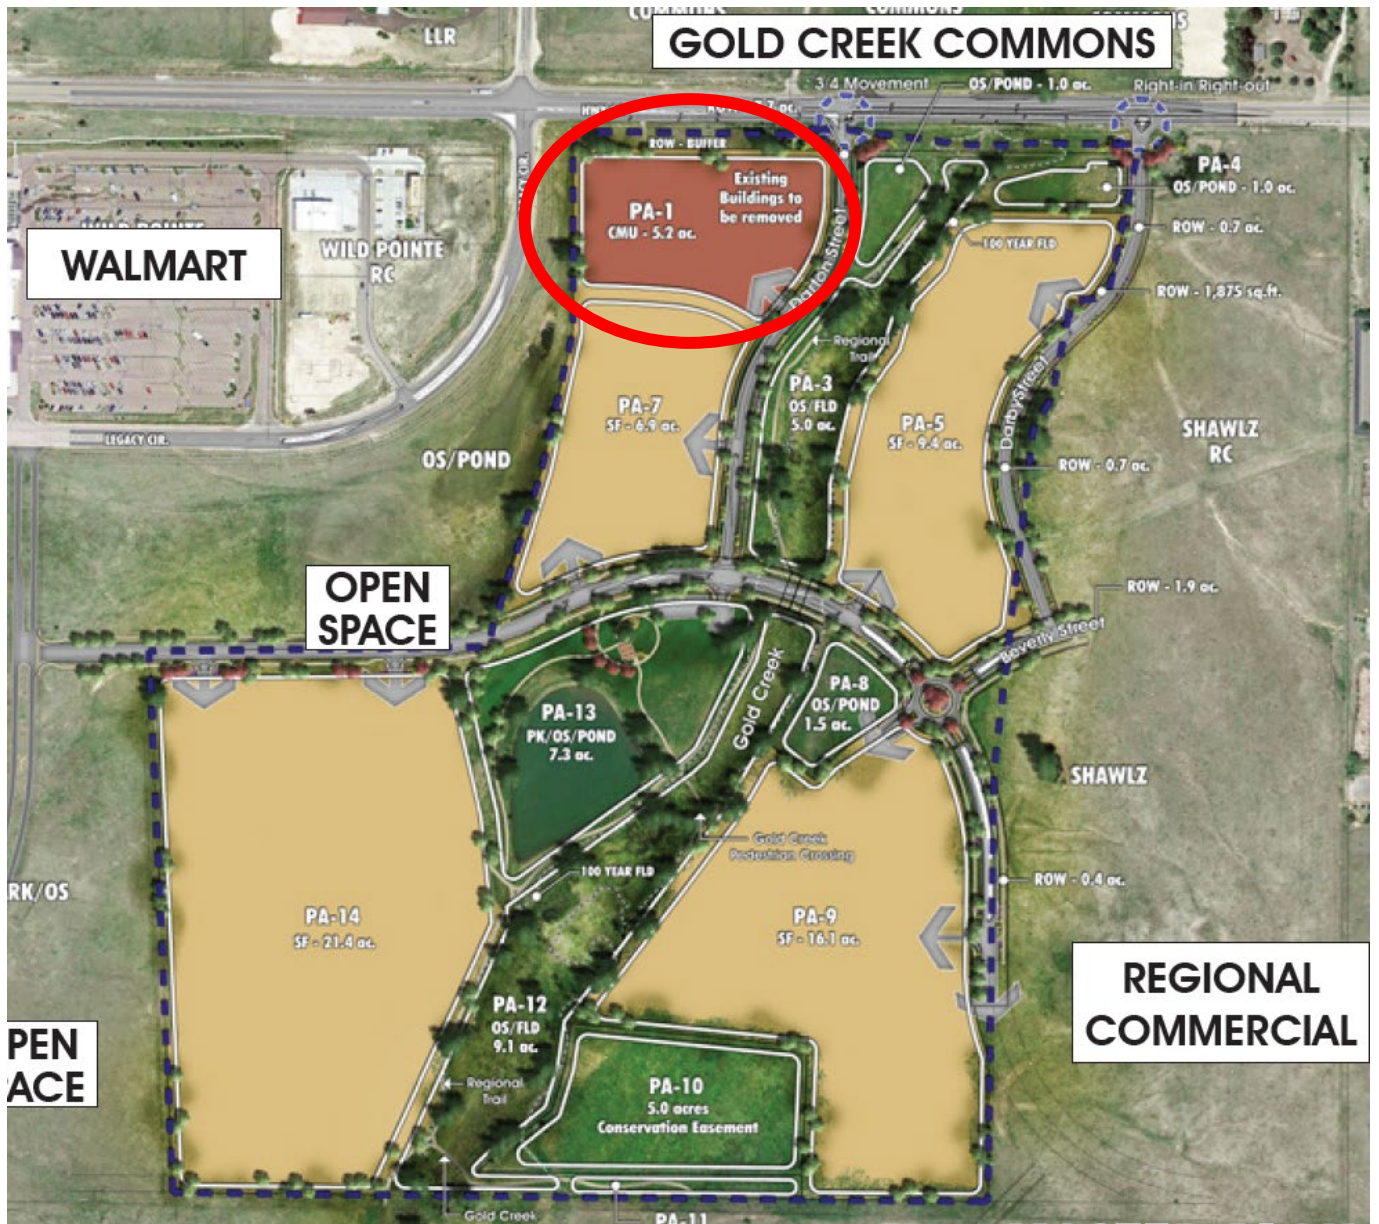 COMMONS
COMMONS
COMMONS
LLR
GOLD CREEK COMMONS
3/4 Movement
OS/POND - 1.0 ac.
Right-in Right-out
ROW - BUFFER
PA-1
CMU - 5.2 ac.
Existing
Buildings to
be removed
PA-4
OS/POND - 1.0 ac.
ROW - 0.7 ac.
100 YEAR FLD
ROW - 1,875 sq.ft.
WALMART
WILD POINTE
RC
Darton Street
Regional
Trail
PA-3
OS/FLD
5.0 ac.
PA-7
SF - 6.9 ac.
PA-5
SF - 9.4 ac.
Darby Street
SHAWLZ
RC
LEGACY CIR.
OS/POND
ROW - 0.7 ac.
OPEN
SPACE
ROW - 1.9 ac.
Beverly Street
Gold Creek
PA-8
OS/POND
1.5 ac.
PA-13
PK/OS/POND
7.3 ac.
SHAWLZ
Gold Creek
Pedestrian Crossing
100 YEAR FLD
ROW - 0.4 ac.
RK/OS
PA-14
SF - 21.4 ac.
PA-9
SF - 16.1 ac.
REGIONAL
COMMERCIAL
PA-12
OS/FLD
9.1 ac.
PEN
ACE
Regional
Trail
PA-10
5.0 acres
Conservation Easement
Gold Creek
PA-11